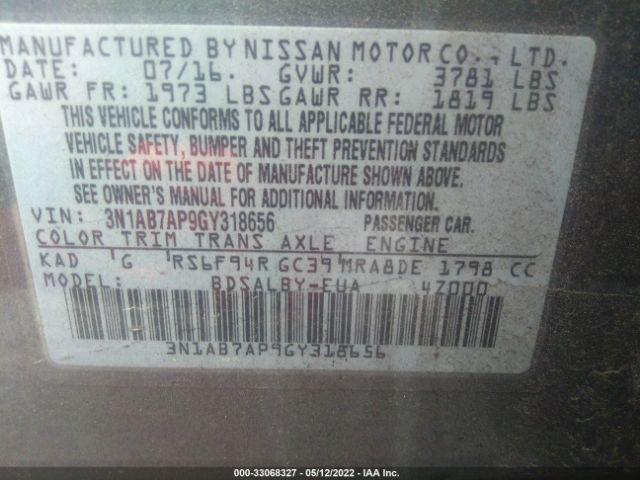 MANUFACTURED BY NISSAN MOTOR CO., LTD.
DATE: 07/16. GVWR: 3781 LBS
GAWR FR: 1973 LBS GAWR RR: 1819 LBS
THIS VEHICLE CONFORMS TO ALL APPLICABLE FEDERAL MOTOR
VEHICLE SAFETY, BUMPER AND THEFT PREVENTION STANDARDS
IN EFFECT ON THE DATE OF MANUFACTURE SHOWN ABOVE.
SEE OWNER'S MANUAL FOR ADDITIONAL INFORMATION.
VIN: 3N1AB7AP9GY318656 PASSENGER CAR.
COLOR TRIM TRANS AXLE ENGINE
KAD 'G 'RS6F94R GC39'MRA8DE 1798 CC
MODEL: BDSALBY-EUA 4Z000
3N1AB7AP9GY318656
000-33068327 - 05/12/2022 - IAA Inc.